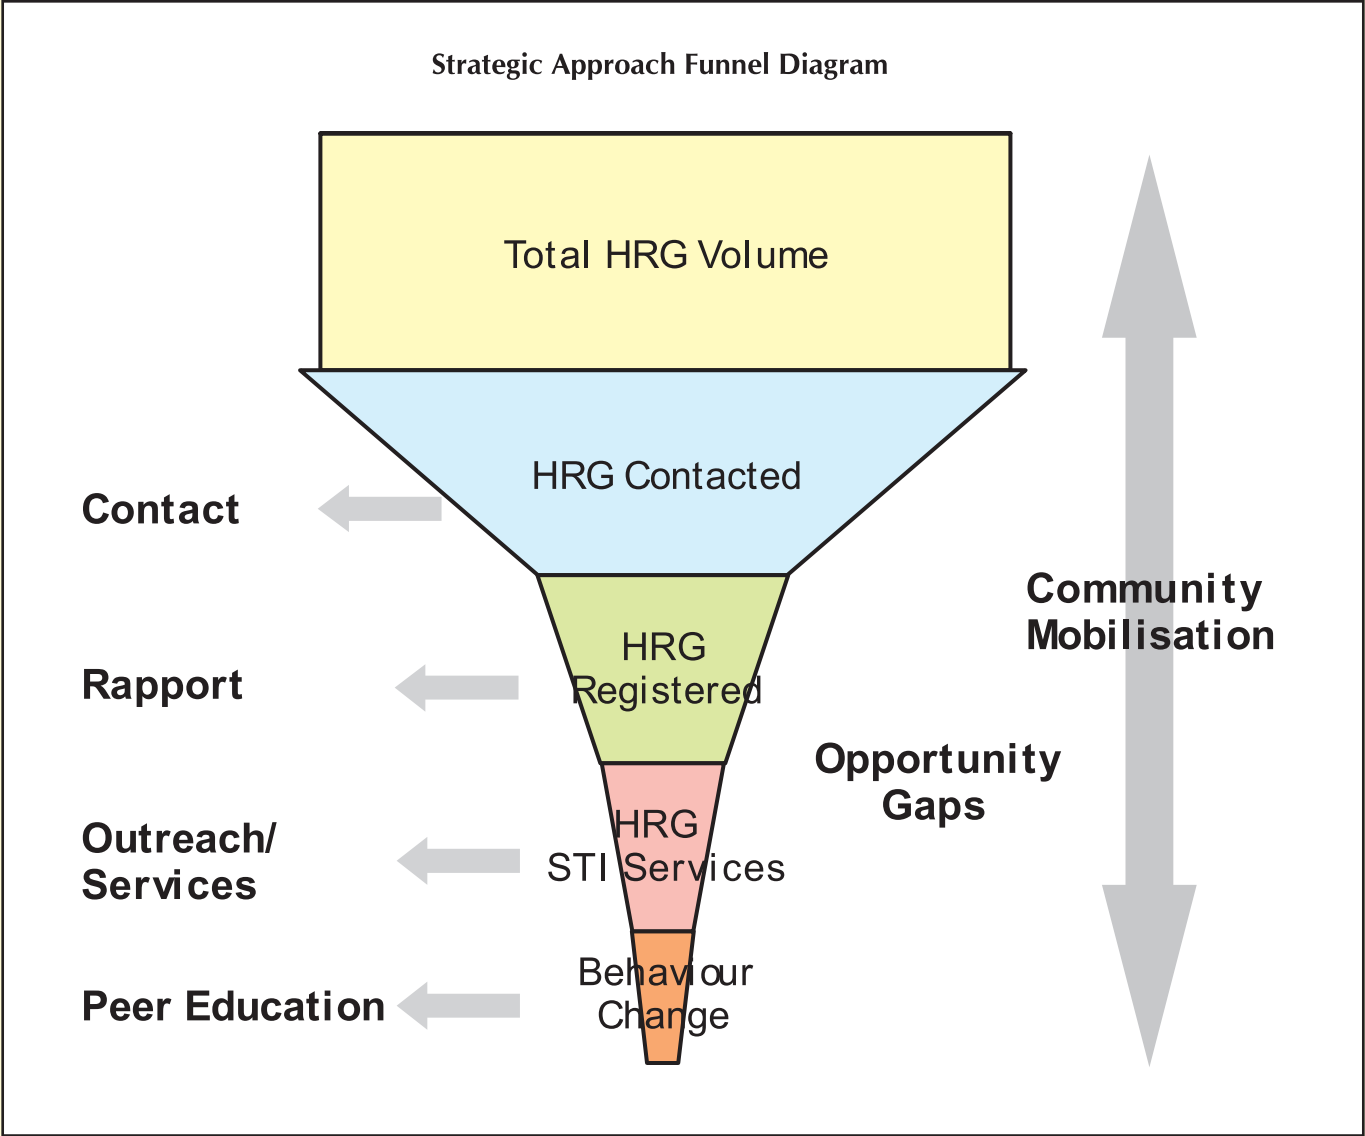 Strategic Approach Funnel Diagram
Total HRG Volume
HRG Contacted
Contact
Community
Mobilisation
HRG
Registered
Rapport
Opportunity
Gaps
HRG
STI Services
Outreach/
Services
Behaviour
Change
Peer Education